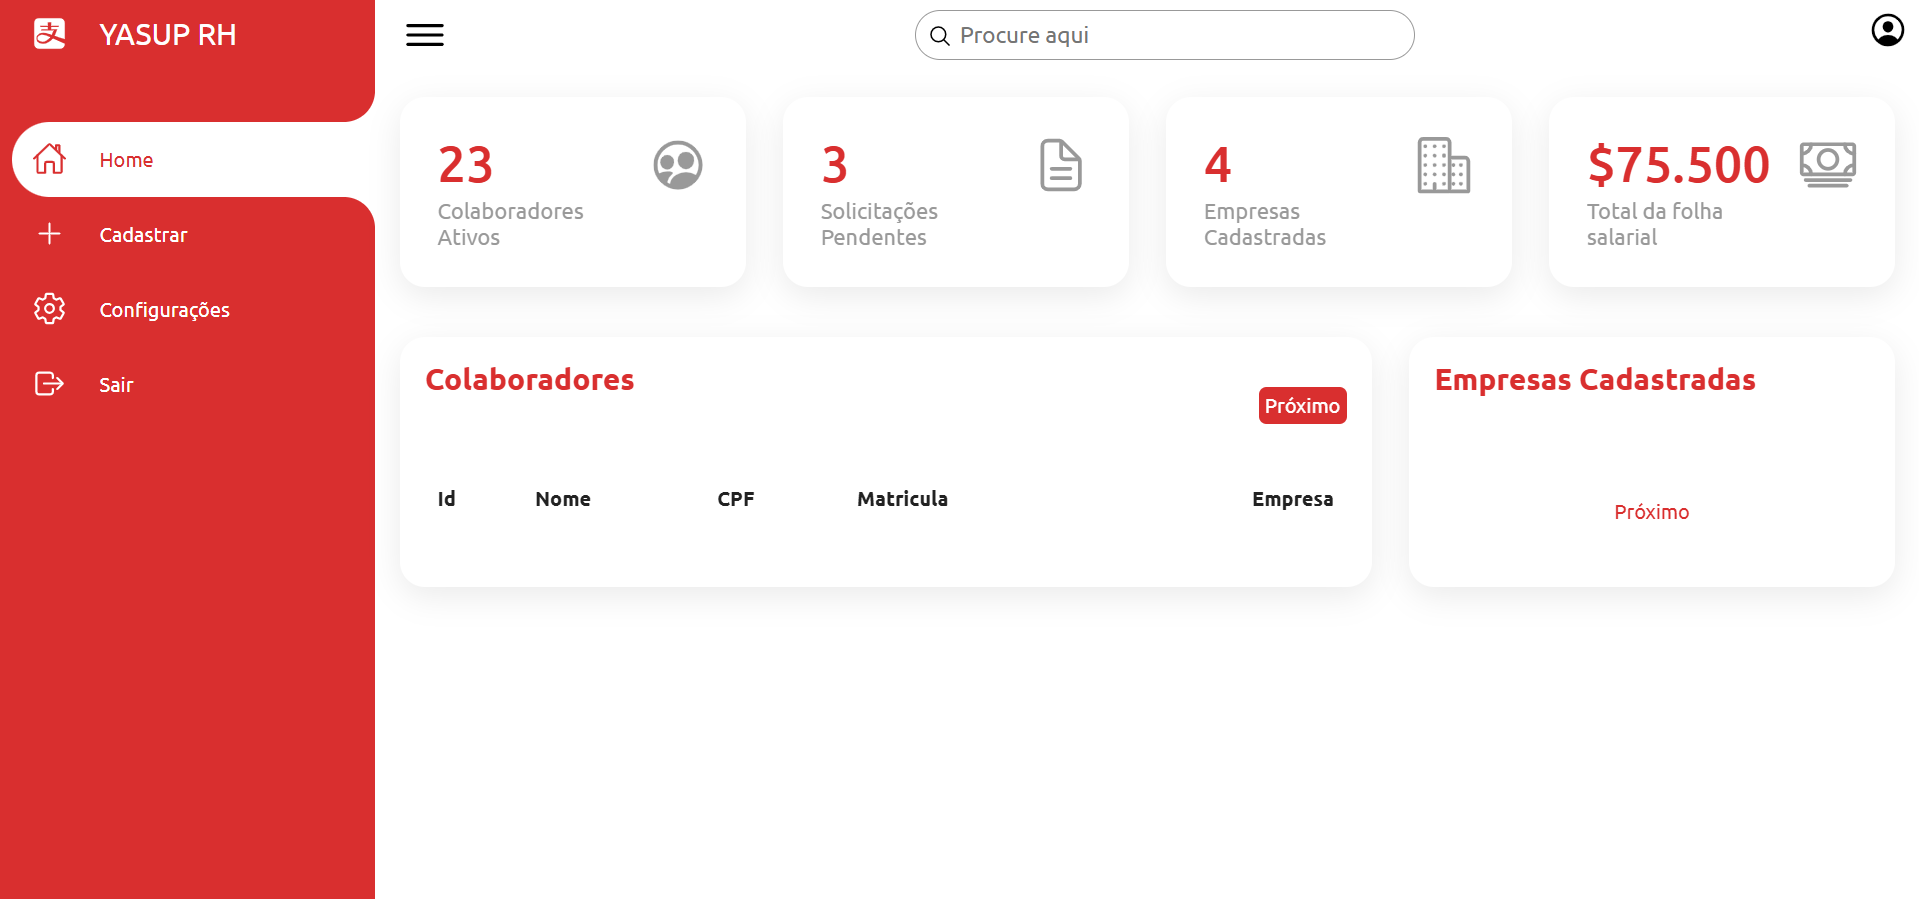 YASUP RH
Procure aqui
Home
Cadastrar
Configurações
Sair
23
Colaboradores
Ativos
3
Solicitações
Pendentes
4
Empresas
Cadastradas
$75.500
Total da folha
salarial
Colaboradores
Próximo
Id Nome CPF Matricula Empresa
Empresas Cadastradas
Próximo